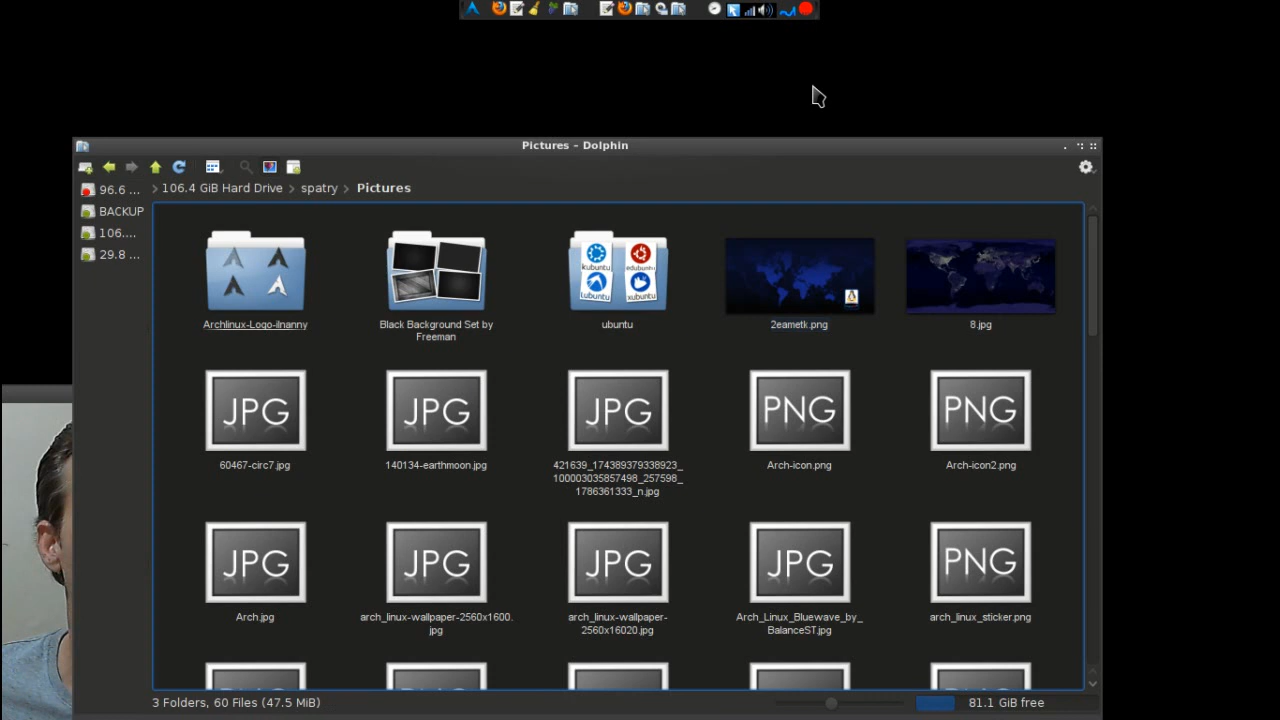 Pictures – Dolphin
96.6 ...
106.4 GiB Hard Drive
spatry
Pictures
BACKUP
106....
29.8 ...
kubuntu
edubuntu
lubuntu
xubuntu
Archlinux-Logo-ilnanny
Black Background Set by
Freeman
ubuntu
2eametk.png
8.jpg
JPG
JPG
JPG
PNG
PNG
60467-circ7.jpg
140134-earthmoon.jpg
421639_174389379338923_
100003035857498_257598_
1786361333_n.jpg
Arch-icon.png
Arch-icon2.png
JPG
JPG
JPG
JPG
PNG
Arch.jpg
arch_linux-wallpaper-2560x1600.
jpg
arch_linux-wallpaper-
2560x16020.jpg
Arch_Linux_Bluewave_by_
BalanceST.jpg
arch_linux_sticker.png
3 Folders, 60 Files (47.5 MiB)
81.1 GiB free